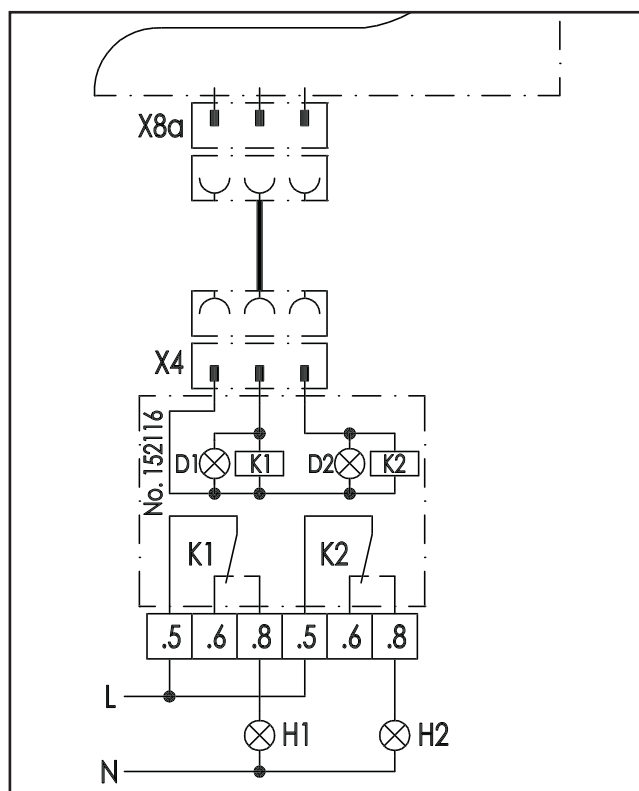 X8a
X4
No. 152116
D1 K1 D2 K2
K1 K2
.5 .6 .8 .5 .6 .8
L
H1 H2
N